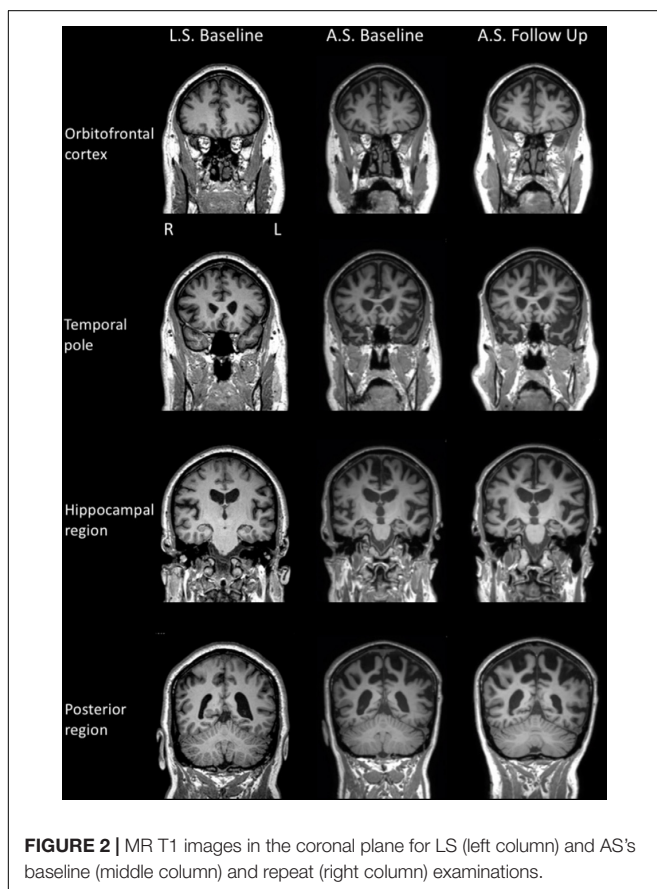 L.S. Baseline A.S. Baseline A.S. Follow Up
Orbitofrontal
cortex
R L
Temporal
pole
Hippocampal
region
Posterior
region
FIGURE 2 | MR T1 images in the coronal plane for LS (left column) and AS's
baseline (middle column) and repeat (right column) examinations.